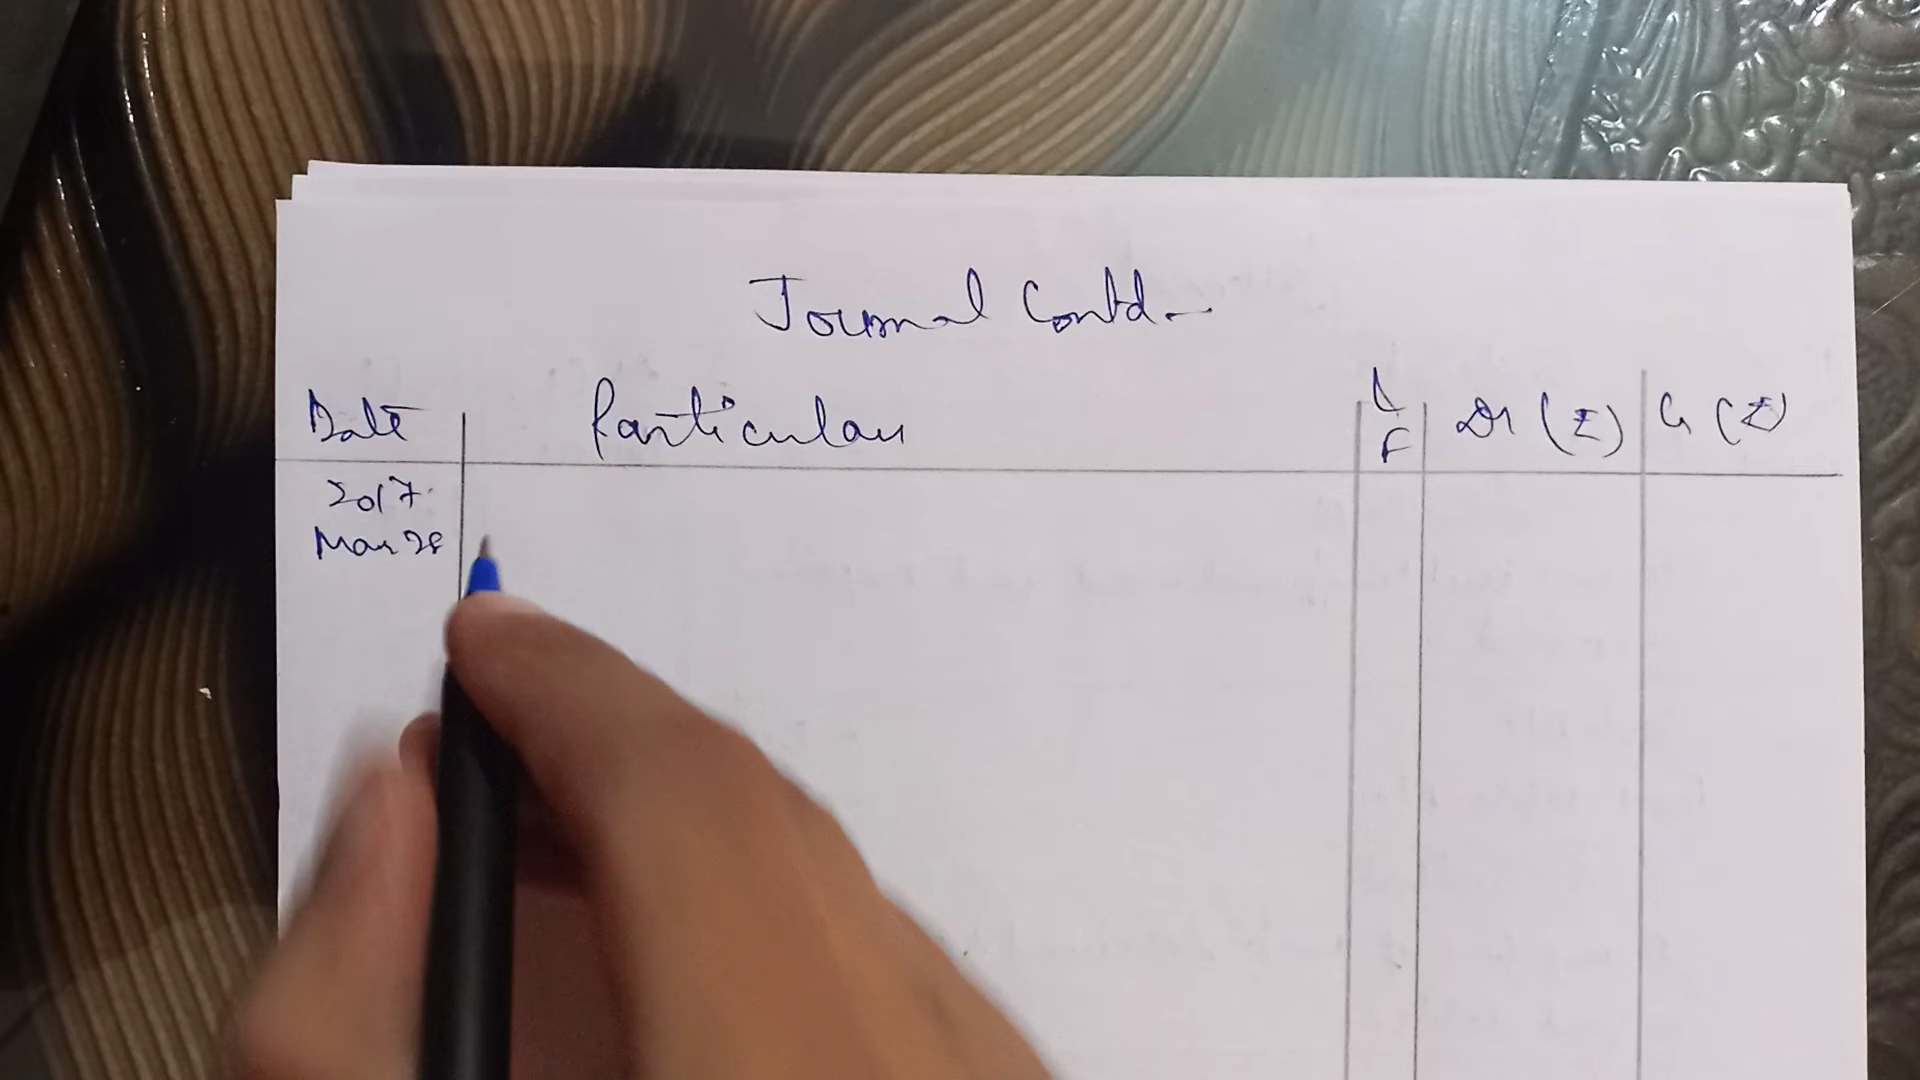 Journal Contd.
Date Particulars L F Dr (₹) Cr (₹)
2017
Mar 28